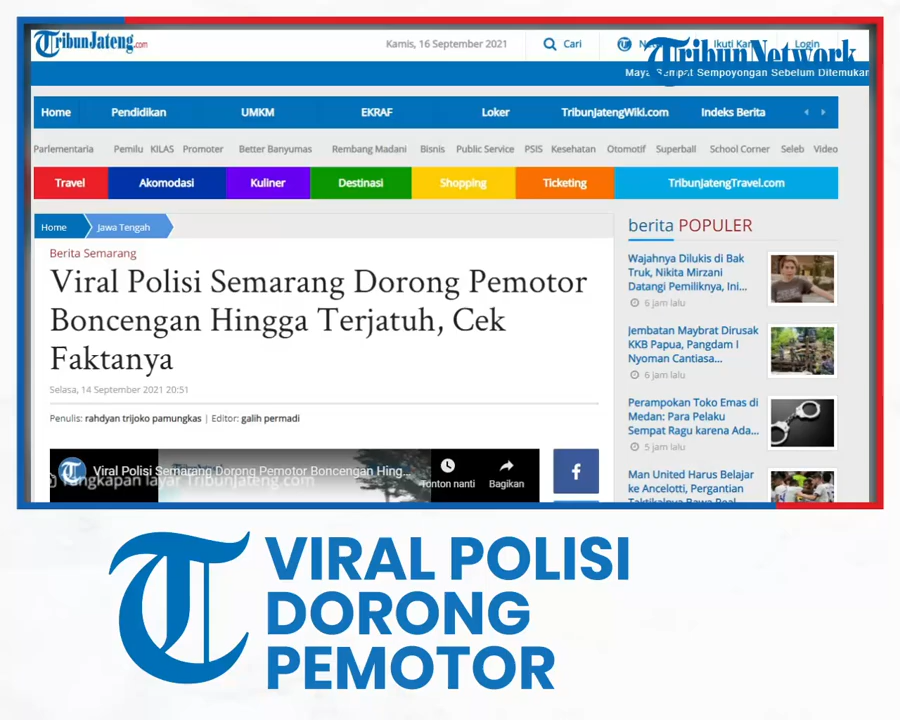 TribunJateng.com
Kamis, 16 September 2021
Cari
Ikuti Kami
Login
TribunNetwork
Sempat Sempoyongan Sebelum Ditemukan
Home Pendidikan UMKM EKRAF Loker TribunJatengWiki.com Indeks Berita
Parlementaria Pemilu KILAS Promoter Better Banyumas Rembang Madani Bisnis Public Service PSIS Kesehatan Otomotif Superball School Corner Seleb Video
Travel Akomodasi Kuliner Destinasi Shopping Ticketing TribunJatengTravel.com
Home Jawa Tengah
Berita Semarang
Viral Polisi Semarang Dorong Pemotor
Boncengan Hingga Terjatuh, Cek
Faktanya
Selasa, 14 September 2021 20:51
Penulis: rahdyan trijoko pamungkas | Editor: galih permadi
Viral Polisi Semarang Dorong Pemotor Boncengan Hing...
Tonton nanti
Bagikan
Tangkapan layar TribunJateng.com
berita POPULER
Wajahnya Dilukis di Bak
Truk, Nikita Mirzani
Datangi Pemiliknya, Ini...
6 jam lalu
Jembatan Maybrat Dirusak
KKB Papua, Pangdam I
Nyoman Cantiasa...
6 jam lalu
Perampokan Toko Emas di
Medan: Para Pelaku
Sempat Ragu karena Ada...
5 jam lalu
Man United Harus Belajar
ke Ancelotti, Pergantian
VIRAL POLISI
DORONG
PEMOTOR